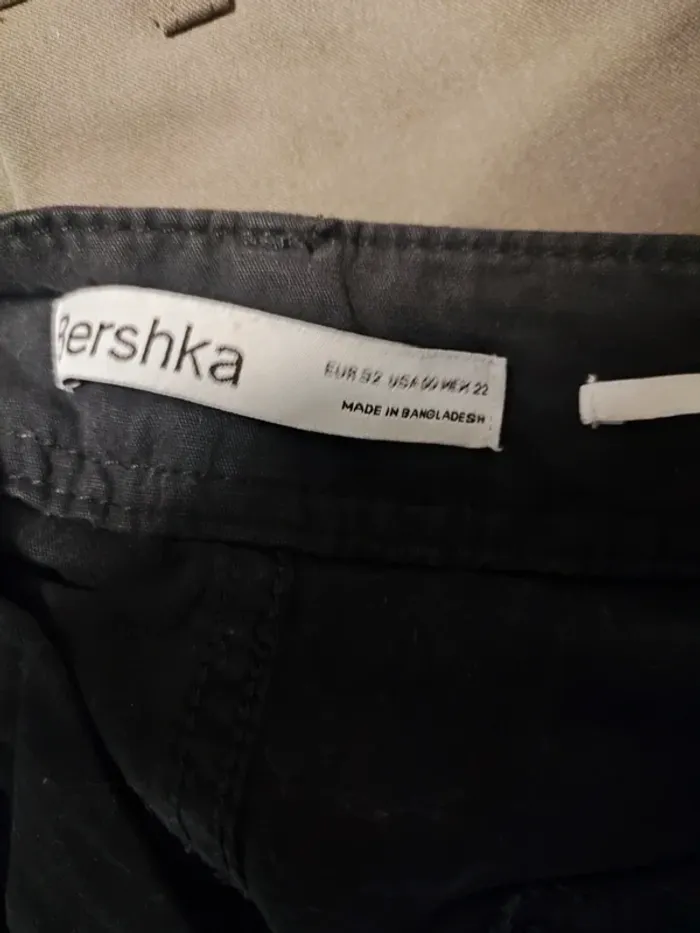 Bershka
EUR 32 USA 00 MEX 22
MADE IN BANGLADESH